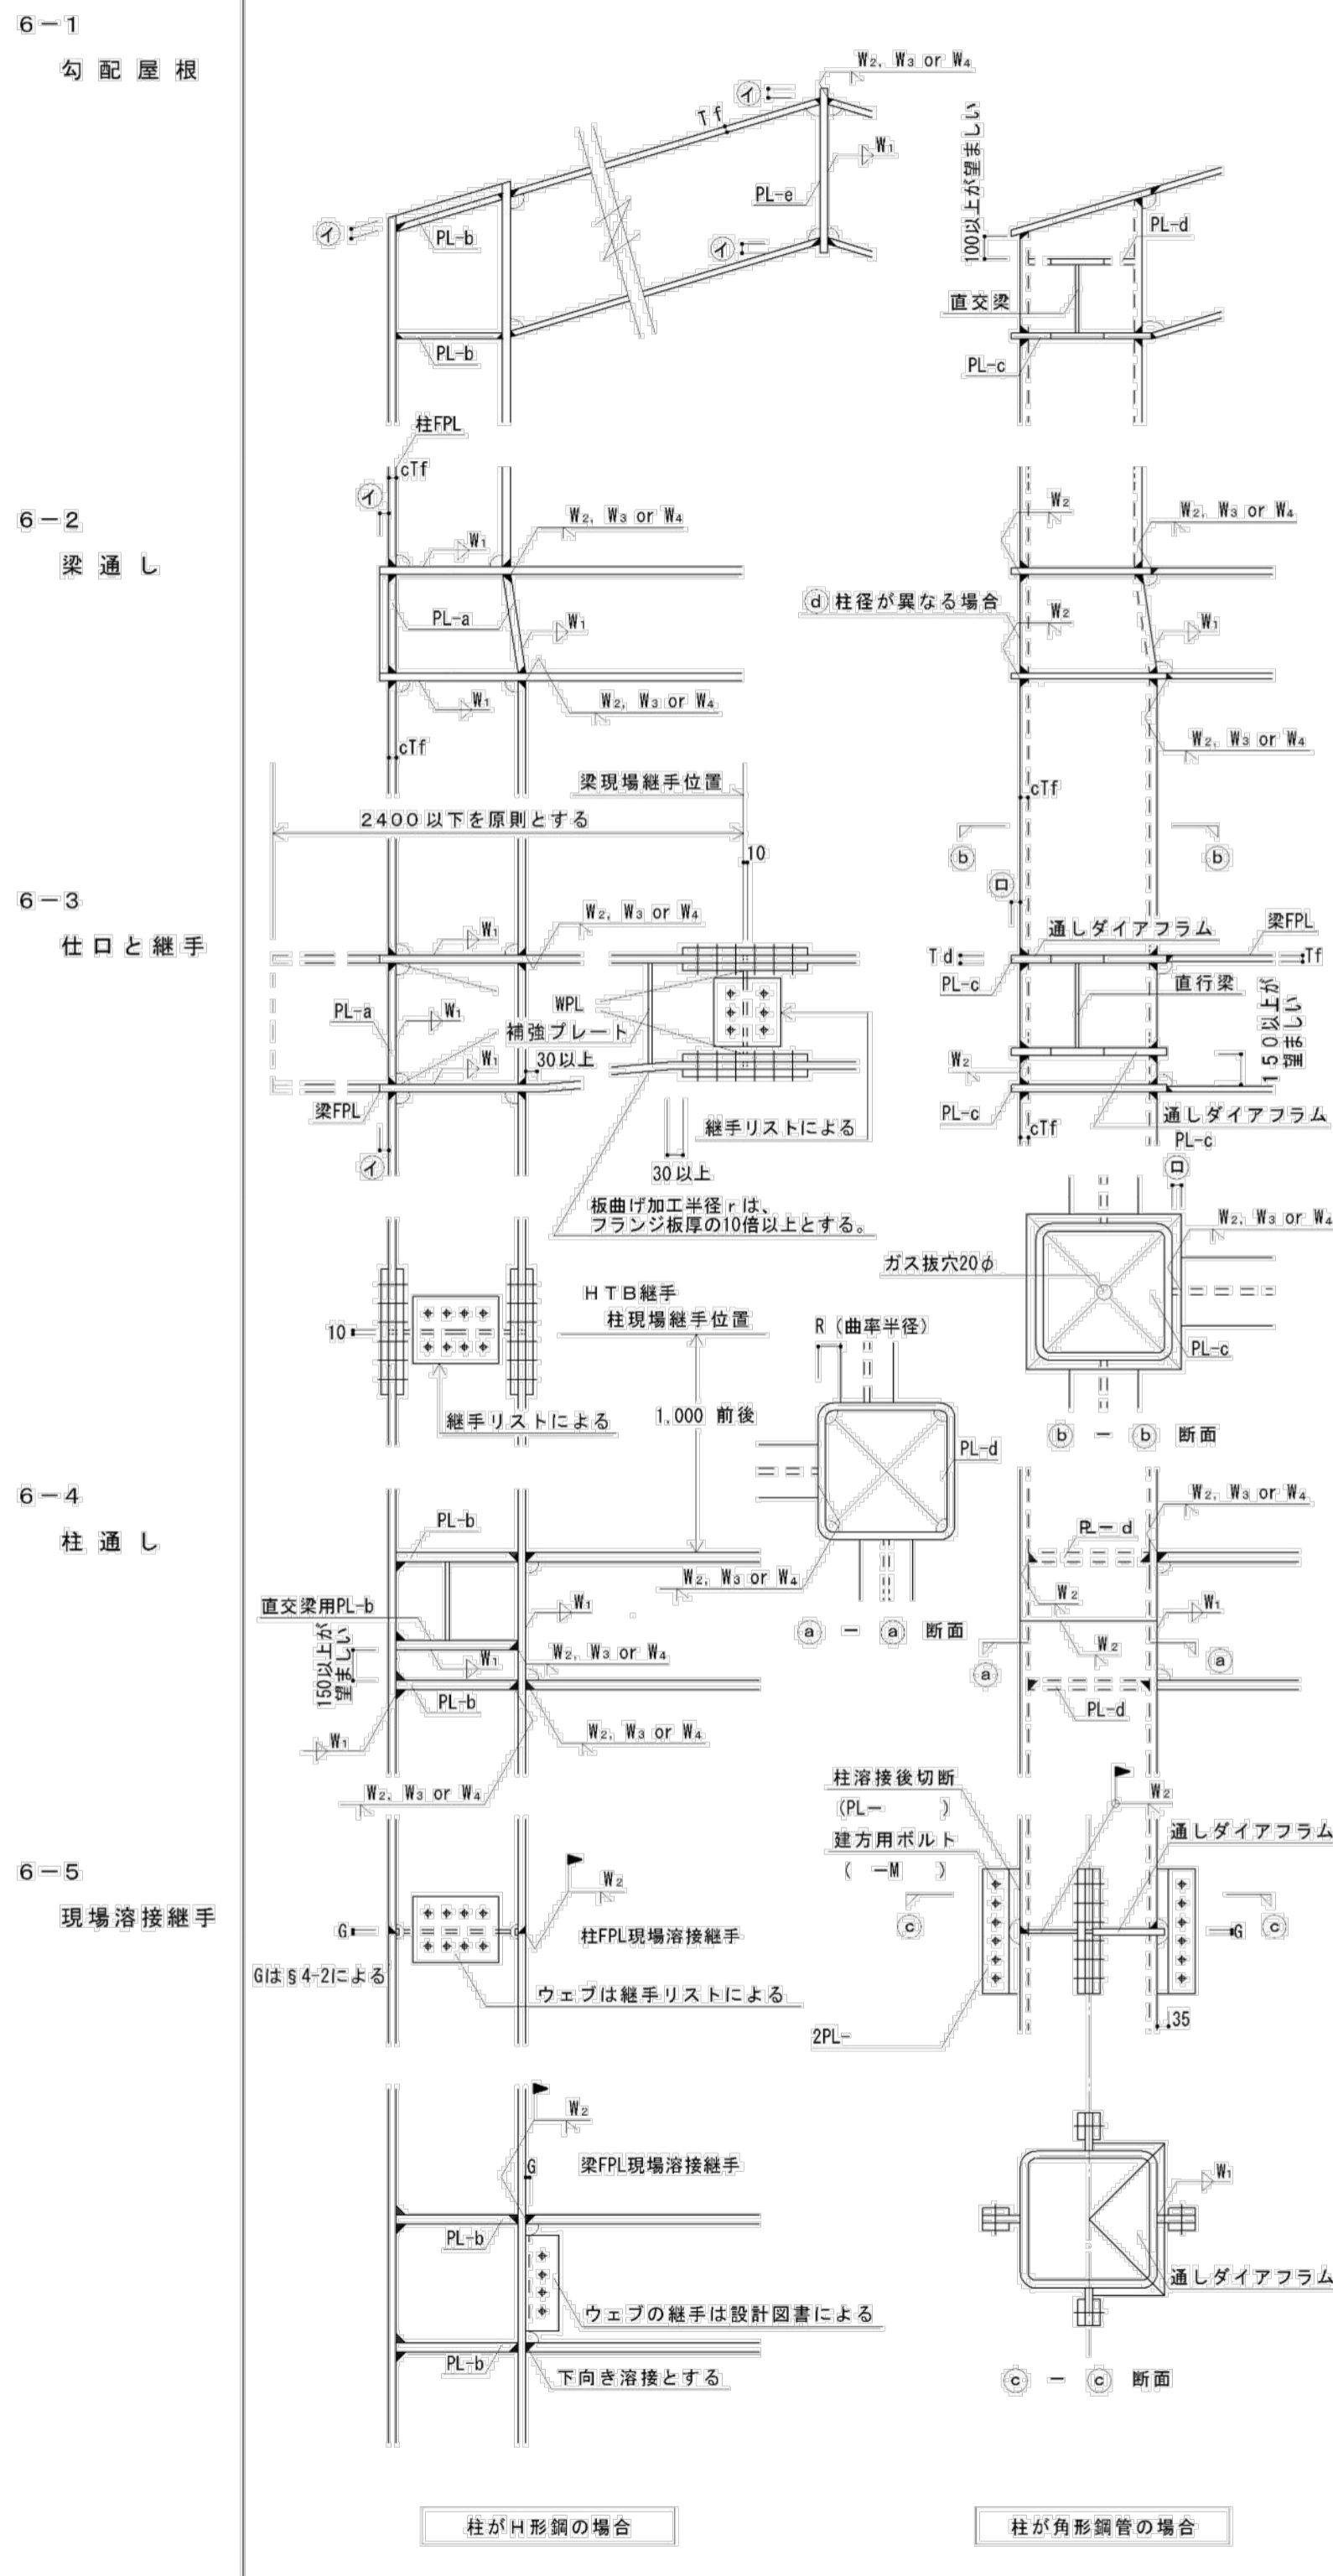 6-1
勾配屋根
W2, W3 or W4
イ
Tf
W1
PL-e
PL-b
イ
イ
PL-b
100以上が望ましい
PL-d
直交梁
PL-c
柱FPL
cTf
イ
6-2
梁通し
W2, W3 or W4
W1
PL-a
W1
W1
W2, W3 or W4
cTf
W2
W2, W3 or W4
d 柱径が異なる場合
W2
W1
W2, W3 or W4
cTf
梁現場継手位置
2400以下を原則とする
10
b
b
6-3
仕口と継手
W2, W3 or W4
W1
PL-a
W1
WPL
補強プレート
W1
30以上
梁FPL
イ
継手リストによる
30以上
板曲げ加工半径rは、
フランジ板厚の10倍以上とする。
ロ
通しダイアフラム
梁FPL
Td
Tf
PL-c
直行梁
150以上が
望ましい
W2
PL-c
通しダイアフラム
cTf
PL-c
ロ
W2, W3 or W4
ガス抜穴20φ
PL-c
b - b 断面
10
継手リストによる
HTB継手
柱現場継手位置
1,000 前後
R(曲率半径)
PL-d
W2, W3 or W4
a - a 断面
6-4
柱通し
PL-b
直交梁用PL-b
150以上が
望ましい
W1
W1
W2, W3 or W4
PL-b
W1
W2, W3 or W4
W2, W3 or W4
W2, W3 or W4
PL-d
W2
W1
W2
a
a
PL-d
6-5
現場溶接継手
W2
G
柱FPL現場溶接継手
Gは§4-2による
ウェブは継手リストによる
柱溶接後切断
(PL- )
建方用ボルト
( -M )
W2
通しダイアフラム
c
G
c
2PL-
35
W2
G
梁FPL現場溶接継手
PL-b
ウェブの継手は設計図書による
PL-b
下向き溶接とする
W1
通しダイアフラム
c - c 断面
柱がH形鋼の場合
柱が角形鋼管の場合